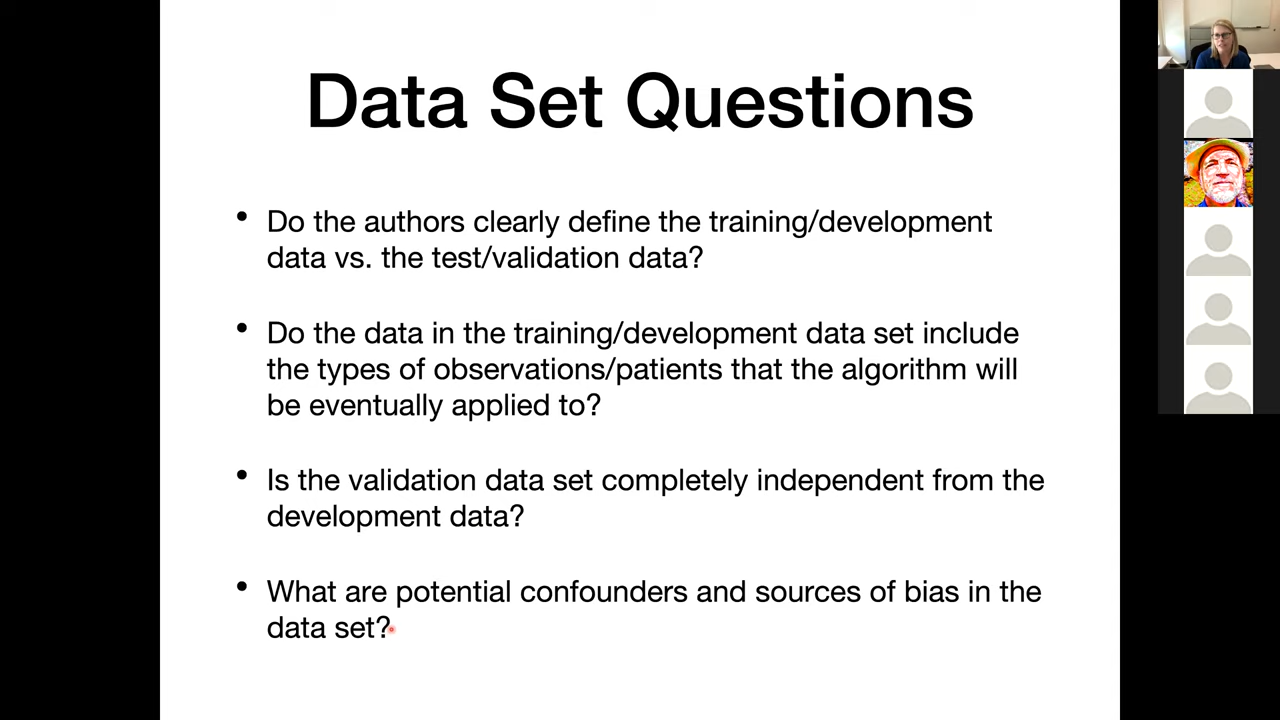 Data Set Questions
• Do the authors clearly define the training/development
data vs. the test/validation data?
• Do the data in the training/development data set include
the types of observations/patients that the algorithm will
be eventually applied to?
• Is the validation data set completely independent from the
development data?
• What are potential confounders and sources of bias in the
data set?